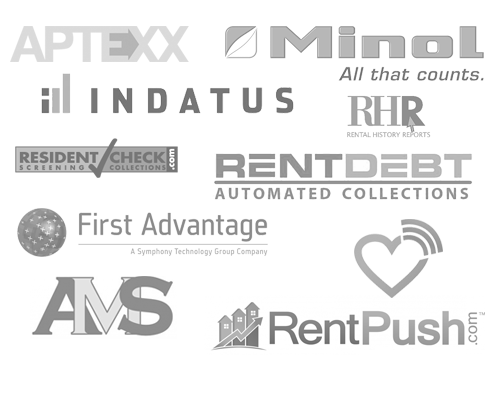 APTEXX
Minol
All that counts.
INDATUS
RHR
RENTAL HISTORY REPORTS
RESIDENT CHECK .com
SCREENING COLLECTIONS
RENTDEBT
AUTOMATED COLLECTIONS
First Advantage
A Symphony Technology Group Company
AMS
RentPush.com™